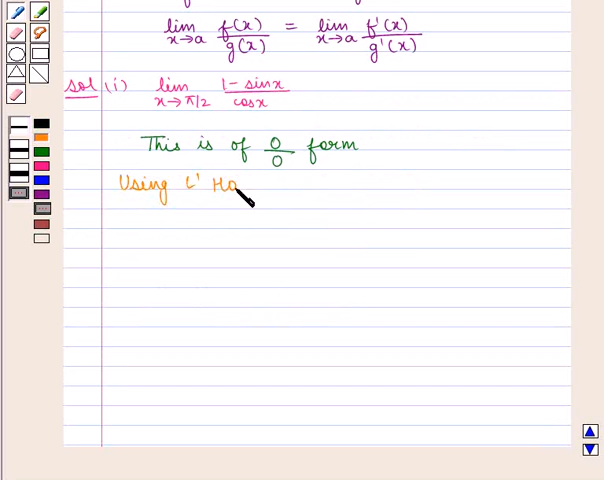 lim x→a f(x)/g(x) = lim x→a f'(x)/g'(x)
Sol (i) lim x→π/2 1- sinx/cosx
This is of 0/0 form
Using L' Ho